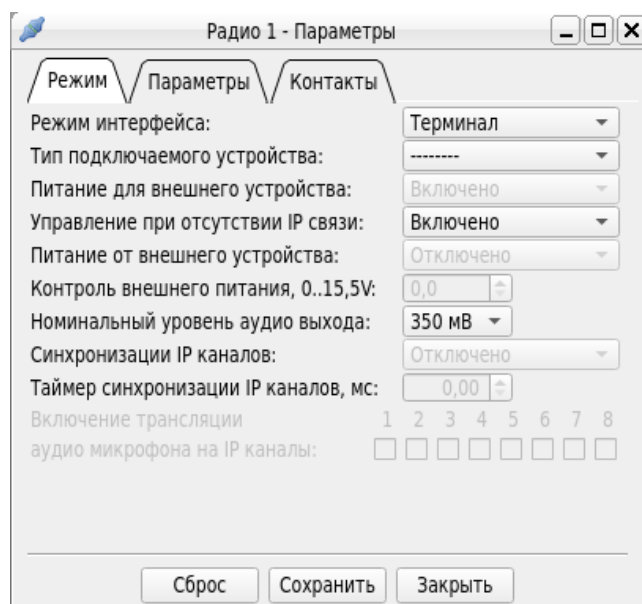 Радио 1 - Параметры
Режим Параметры Контакты
Режим интерфейса: Терминал
Тип подключаемого устройства: --------
Питание для внешнего устройства: Включено
Управление при отсутствии IP связи: Включено
Питание от внешнего устройства: Отключено
Контроль внешнего питания, 0..15,5V: 0,0
Номинальный уровень аудио выхода: 350 мВ
Синхронизации IP каналов: Отключено
Таймер синхронизации IP каналов, мс: 0,00
Включение трансляции 1 2 3 4 5 6 7 8
аудио микрофона на IP каналы:
Сброс Сохранить Закрыть